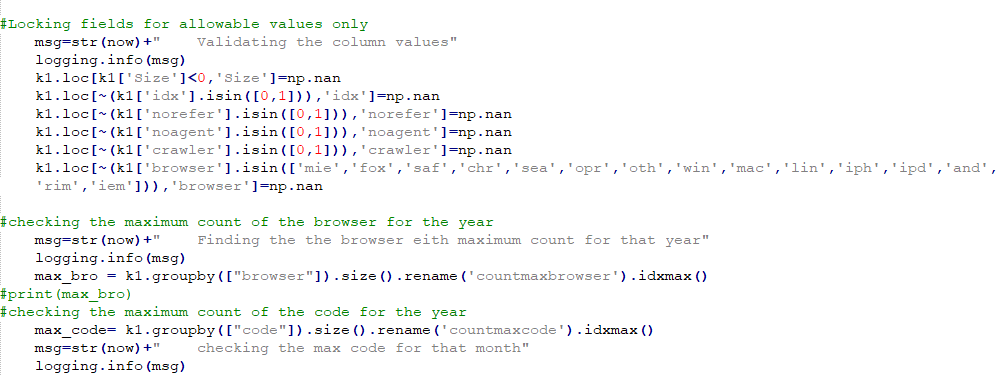 #Locking fields for allowable values only
    msg=str(now)+"    Validating the column values"
    logging.info(msg)
    k1.loc[k1['Size']<0,'Size']=np.nan
    k1.loc[~(k1['idx'].isin([0,1])),'idx']=np.nan
    k1.loc[~(k1['norefer'].isin([0,1])),'norefer']=np.nan
    k1.loc[~(k1['noagent'].isin([0,1])),'noagent']=np.nan
    k1.loc[~(k1['crawler'].isin([0,1])),'crawler']=np.nan
    k1.loc[~(k1['browser'].isin(['mie','fox','saf','chr','sea','opr','oth','win','mac','lin','iph','ipd','and',
    'rim','iem'])),'browser']=np.nan
#checking the maximum count of the browser for the year
    msg=str(now)+"    Finding the the browser eith maximum count for that year"
    logging.info(msg)
    max_bro = k1.groupby(["browser"]).size().rename('countmaxbrowser').idxmax()
#print(max_bro)
#checking the maximum count of the code for the year
    max_code= k1.groupby(["code"]).size().rename('countmaxcode').idxmax()
    msg=str(now)+"    checking the max code for that month"
    logging.info(msg)